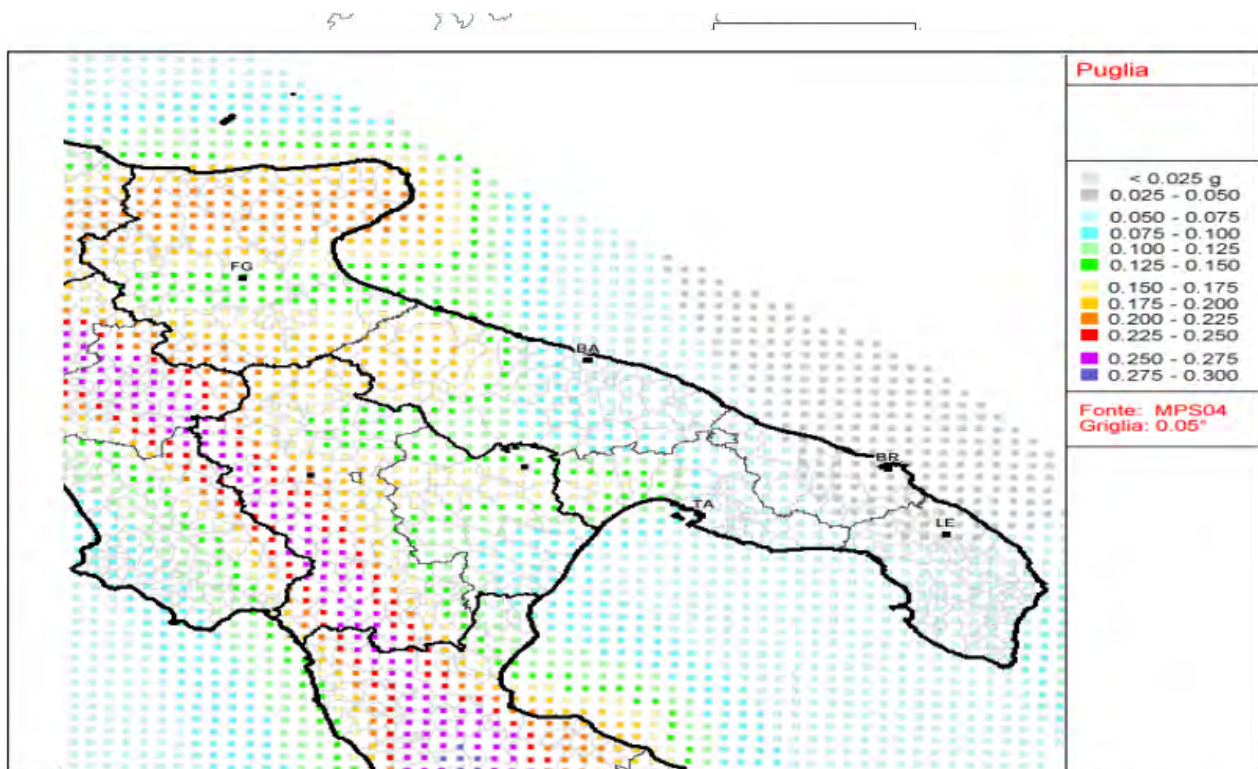 Puglia
< 0.025 g
0.025 - 0.050
0.050 - 0.075
0.075 - 0.100
0.100 - 0.125
0.125 - 0.150
0.150 - 0.175
0.175 - 0.200
0.200 - 0.225
0.225 - 0.250
0.250 - 0.275
0.275 - 0.300
Fonte: MPS04
Griglia: 0.05°
FG
BA
BR
TA
LE